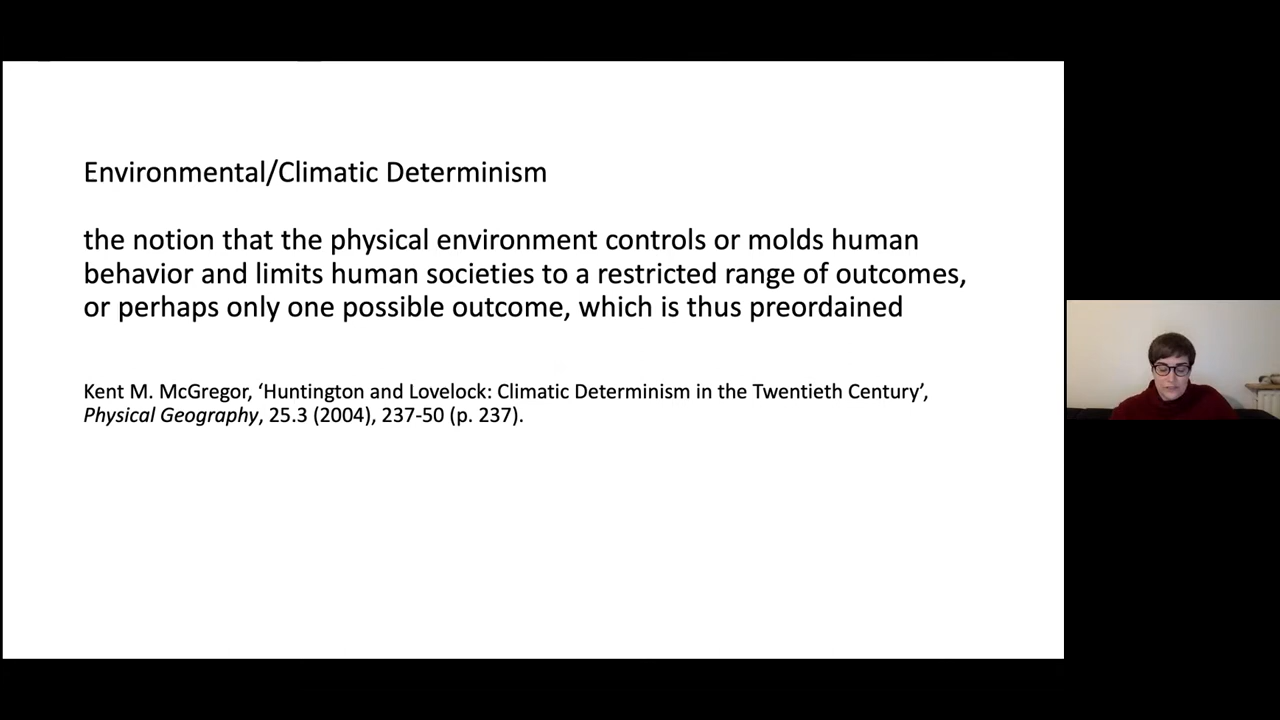 Environmental/Climatic Determinism
the notion that the physical environment controls or molds human
behavior and limits human societies to a restricted range of outcomes,
or perhaps only one possible outcome, which is thus preordained
Kent M. McGregor, ‘Huntington and Lovelock: Climatic Determinism in the Twentieth Century’,
Physical Geography, 25.3 (2004), 237-50 (p. 237).